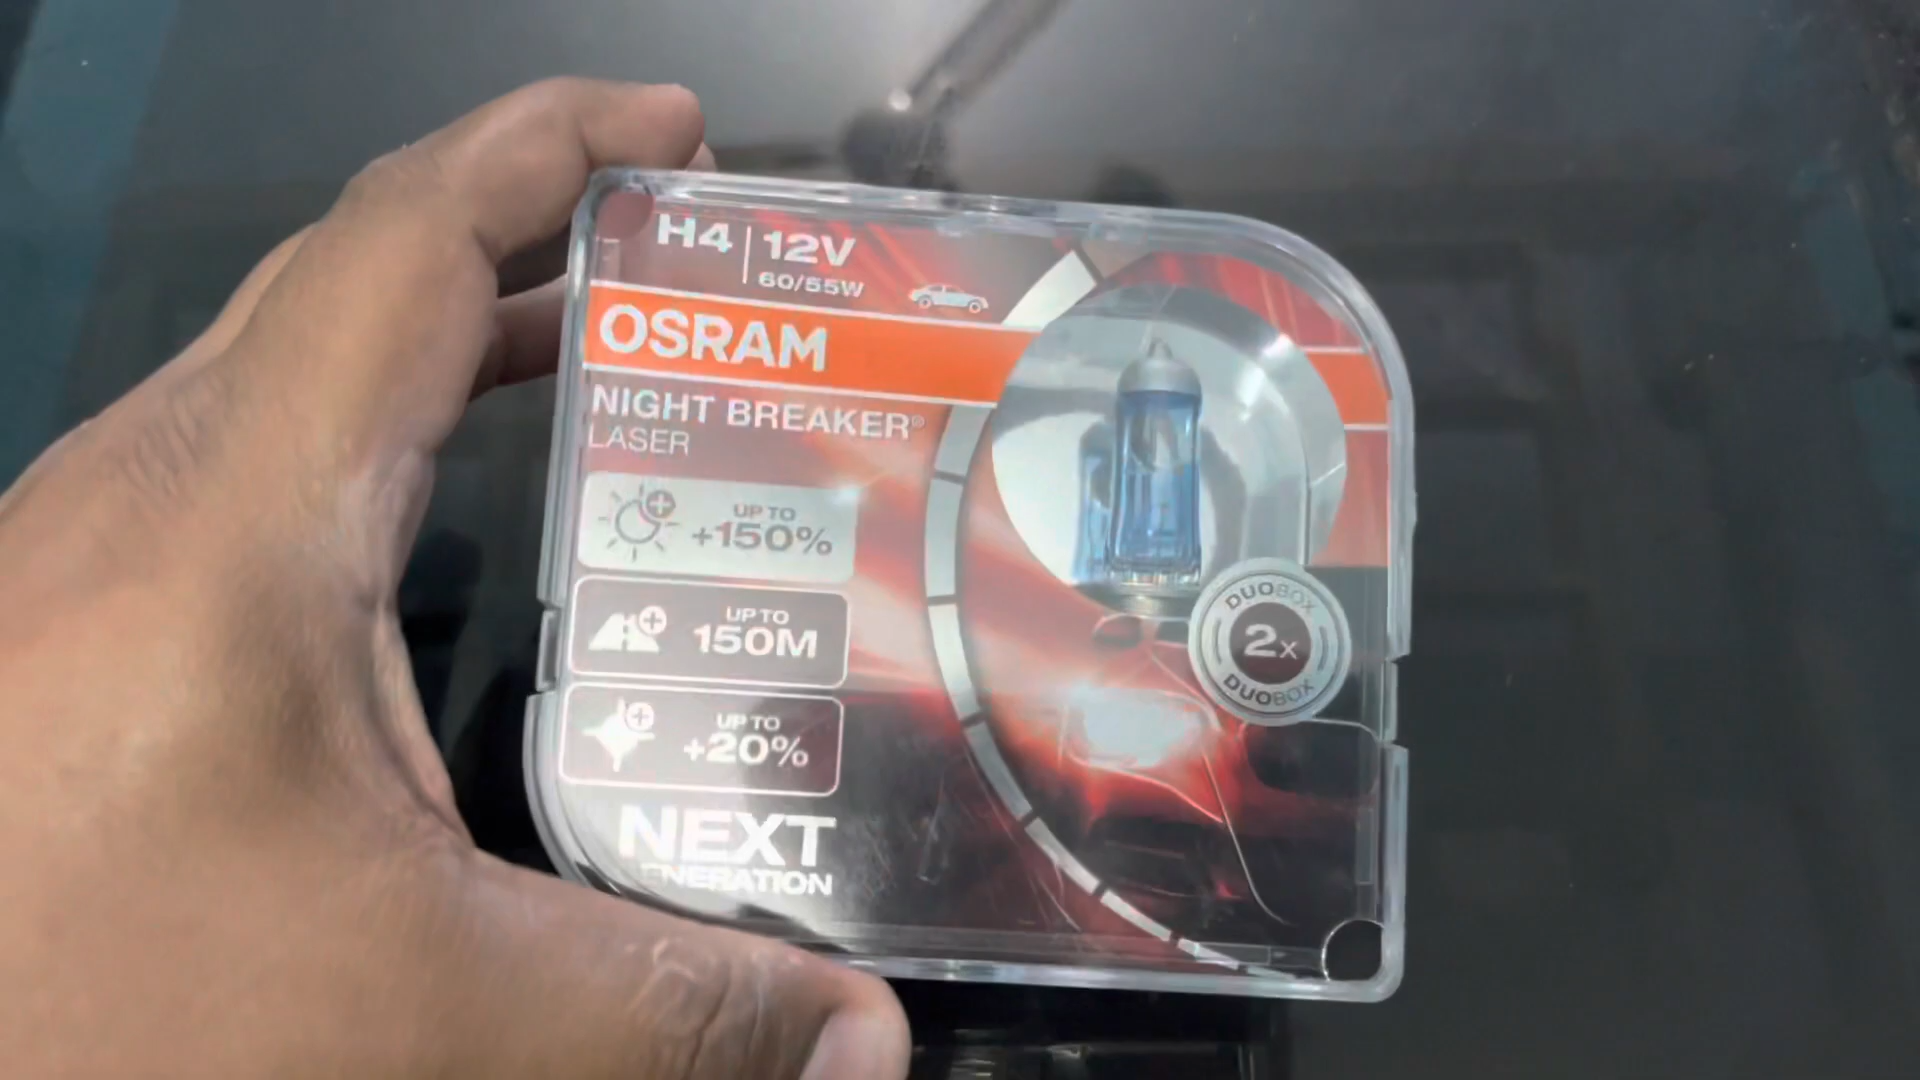 H4 | 12V
60/55W
OSRAM
NIGHT BREAKER®
LASER
UP TO
+150%
UP TO
150M
UP TO
+20%
NEXT
ENERATION
DUOBOX
2x
DUOBOX